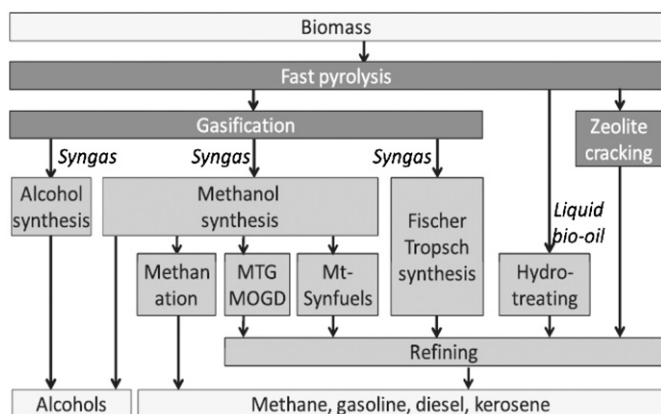 Biomass
Fast pyrolysis
Gasification
Zeolite
cracking
Syngas
Syngas
Syngas
Alcohol
synthesis
Methanol
synthesis
Fischer
Tropsch
synthesis
Liquid
bio-oil
Methan
ation
MTG
MOGD
Mt-
Synfuels
Hydro-
treating
Refining
Alcohols
Methane, gasoline, diesel, kerosene